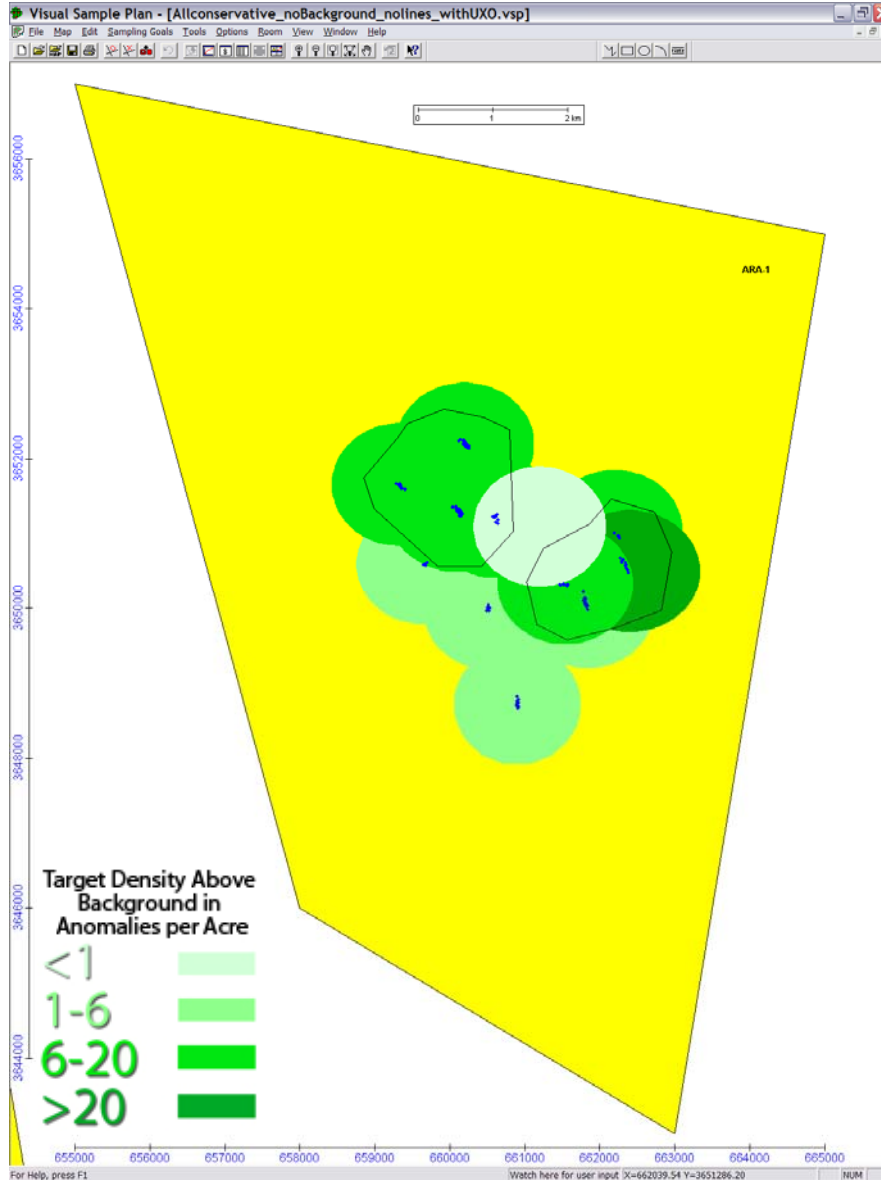 Visual Sample Plan - [Allconservative_noBackground_nolines_withUXO.vsp]
File Map Edit Sampling Goals Tools Options Room View Window Help
0 1 2 km
ARA-1
3656000
3654000
3652000
3650000
3648000
3646000
3644000
Target Density Above
Background in
Anomalies per Acre
<1
1-6
6-20
>20
655000 656000 657000 658000 659000 660000 661000 662000 663000 664000 665000
For Help, press F1 Watch here for user input X=662039.54 Y=3651286.20 NUM